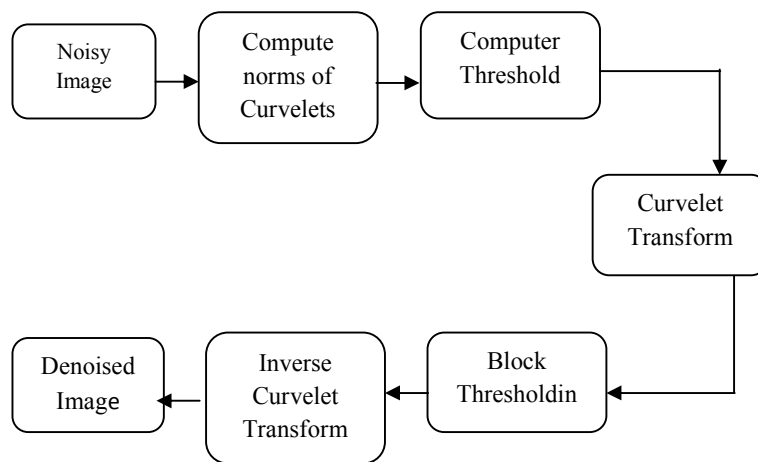 Noisy
Image
Compute
norms of
Curvelets
Computer
Threshold
Curvelet
Transform
Block
Thresholdin
Inverse
Curvelet
Transform
Denoised
Image